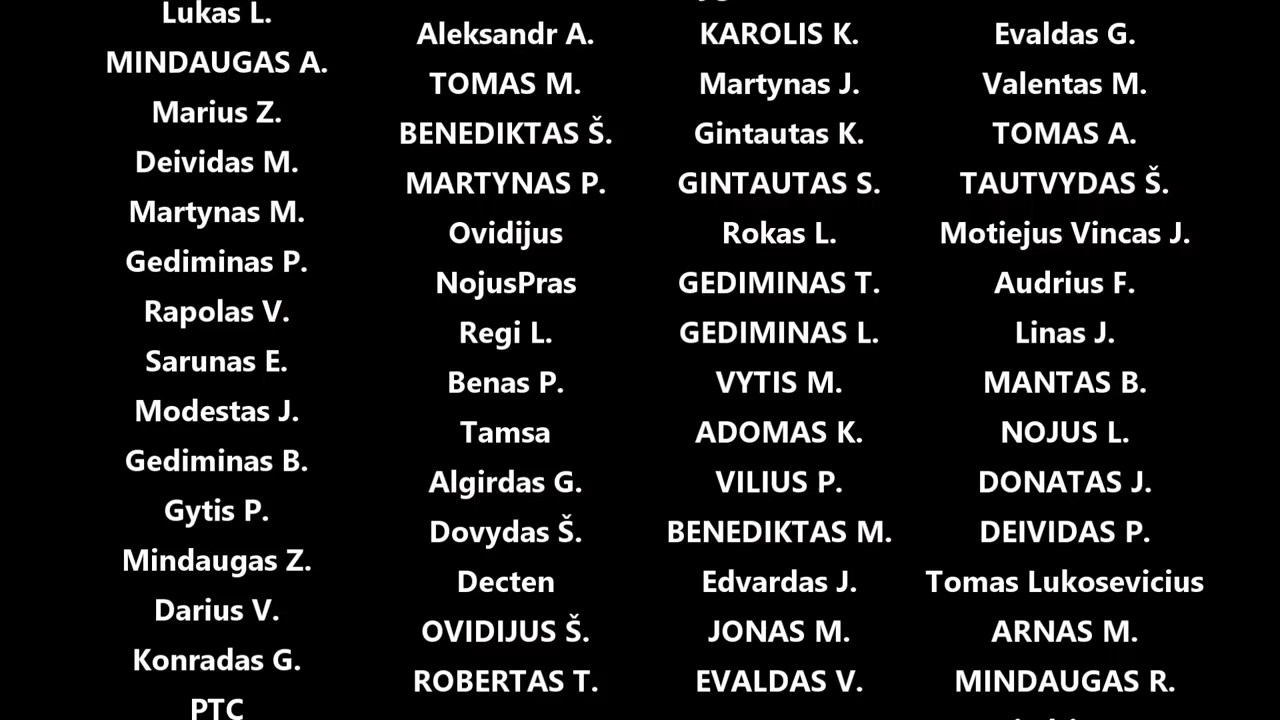 Lukas L.
MINDAUGAS A.
Marius Z.
Deividas M.
Martynas M.
Gediminas P.
Rapolas V.
Sarunas E.
Modestas J.
Gediminas B.
Gytis P.
Mindaugas Z.
Darius V.
Konradas G.
PTC
Aleksandr A.
TOMAS M.
BENEDIKTAS Š.
MARTYNAS P.
Ovidijus
NojusPras
Regi L.
Benas P.
Tamsa
Algirdas G.
Dovydas Š.
Decten
OVIDIJUS Š.
ROBERTAS T.
KAROLIS K.
Martynas J.
Gintautas K.
GINTAUTAS S.
Rokas L.
GEDIMINAS T.
GEDIMINAS L.
VYTIS M.
ADOMAS K.
VILIUS P.
BENEDIKTAS M.
Edvardas J.
JONAS M.
EVALDAS V.
Evaldas G.
Valentas M.
TOMAS A.
TAUTVYDAS Š.
Motiejus Vincas J.
Audrius F.
Linas J.
MANTAS B.
NOJUS L.
DONATAS J.
DEIVIDAS P.
Tomas Lukosevicius
ARNAS M.
MINDAUGAS R.